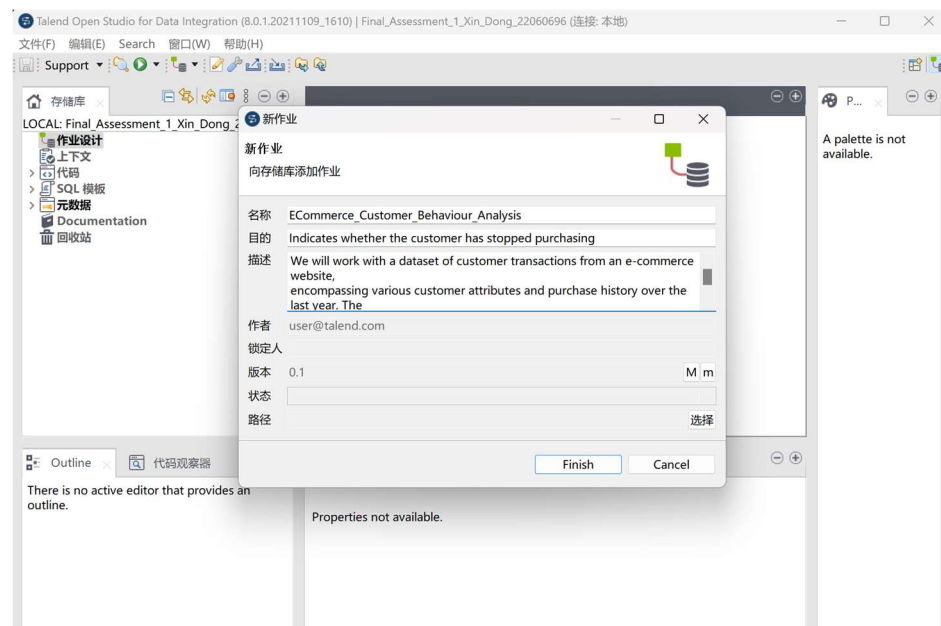 Talend Open Studio for Data Integration (8.0.1.20211109_1610) | Final_Assessment_1_Xin_Dong_22060696 (连接: 本地)
文件(F) 编辑(E) Search 窗口(W) 帮助(H)
Support
存储库
LOCAL: Final_Assessment_1_Xin_Dong_2
作业设计
上下文
代码
SQL 模板
元数据
Documentation
回收站
新作业
新作业
向存储库添加作业
名称 ECommerce_Customer_Behaviour_Analysis
目的 Indicates whether the customer has stopped purchasing
描述 We will work with a dataset of customer transactions from an e-commerce
website,
encompassing various customer attributes and purchase history over the
last year. The
作者 user@talend.com
锁定人
版本 0.1 M m
状态
路径 选择
Finish Cancel
P...
A palette is not
available.
Outline 代码观察器
There is no active editor that provides an
outline.
Properties not available.